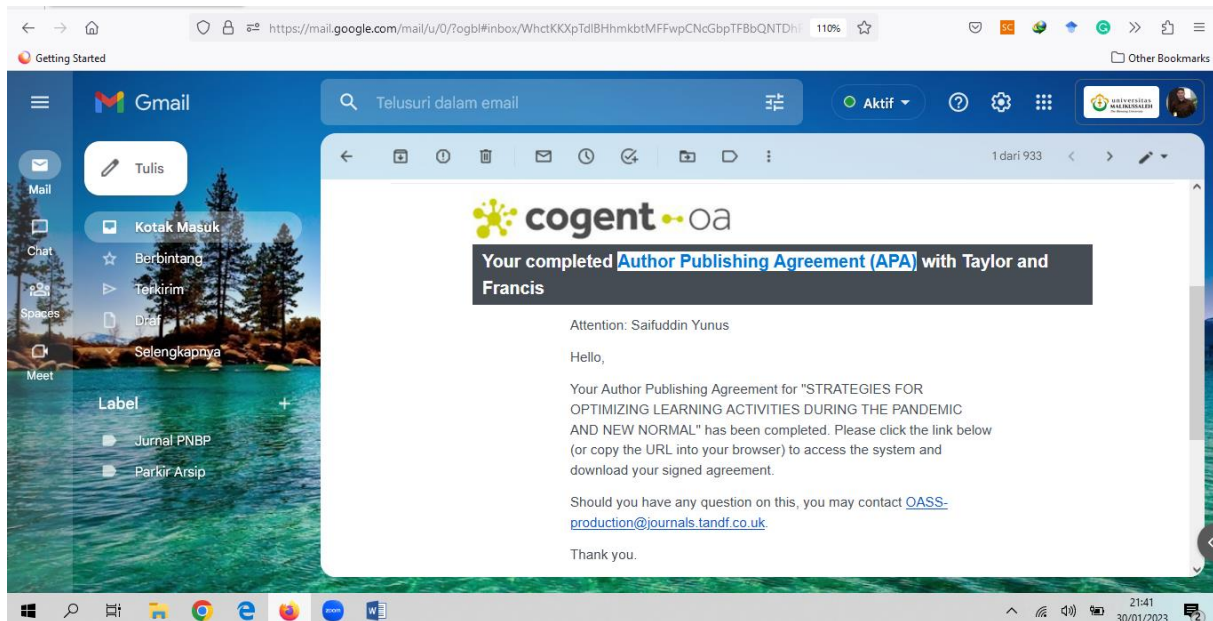 https://mail.google.com/mail/u/0/?ogbl#inbox/WhctKKXpTdlBHhmkbtMFFwpCNcGbpTFBbQNTDh
110%
SC
Getting Started
Other Bookmarks
Gmail
Telusuri dalam email
Aktif
universitas
MALIKUSSALEH
Tulis
1 dari 933
Mail
Kotak Masuk
Chat
Berbintang
Terkirim
Spaces
Draf
Selengkapnya
Meet
Label
Jurnal PNBP
Parkir Arsip
cogent oa
Your completed Author Publishing Agreement (APA) with Taylor and
Francis
Attention: Saifuddin Yunus
Hello,
Your Author Publishing Agreement for "STRATEGIES FOR
OPTIMIZING LEARNING ACTIVITIES DURING THE PANDEMIC
AND NEW NORMAL" has been completed. Please click the link below
(or copy the URL into your browser) to access the system and
download your signed agreement.
Should you have any question on this, you may contact OASS-
production@journals.tandf.co.uk.
Thank you.
zoom
21:41
30/01/2023
2